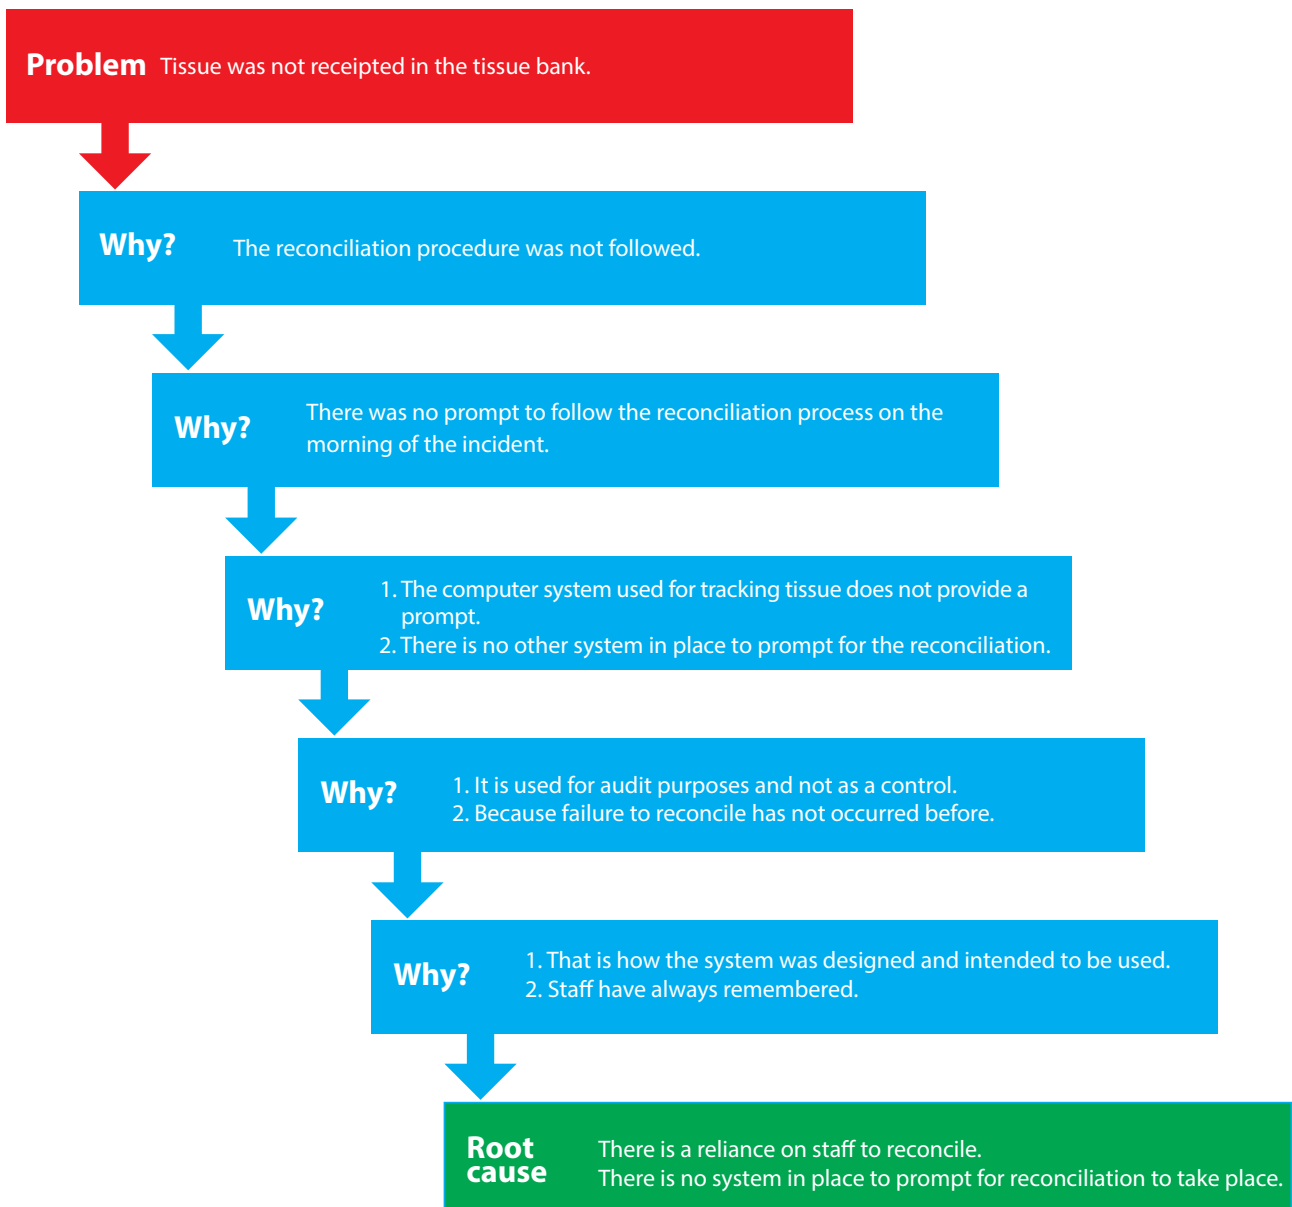 Problem Tissue was not receipted in the tissue bank.
Why? The reconciliation procedure was not followed.
Why? There was no prompt to follow the reconciliation process on the
morning of the incident.
Why? 1. The computer system used for tracking tissue does not provide a
prompt.
2. There is no other system in place to prompt for the reconciliation.
Why? 1. It is used for audit purposes and not as a control.
2. Because failure to reconcile has not occurred before.
Why? 1. That is how the system was designed and intended to be used.
2. Staff have always remembered.
Root
cause
There is a reliance on staff to reconcile.
There is no system in place to prompt for reconciliation to take place.